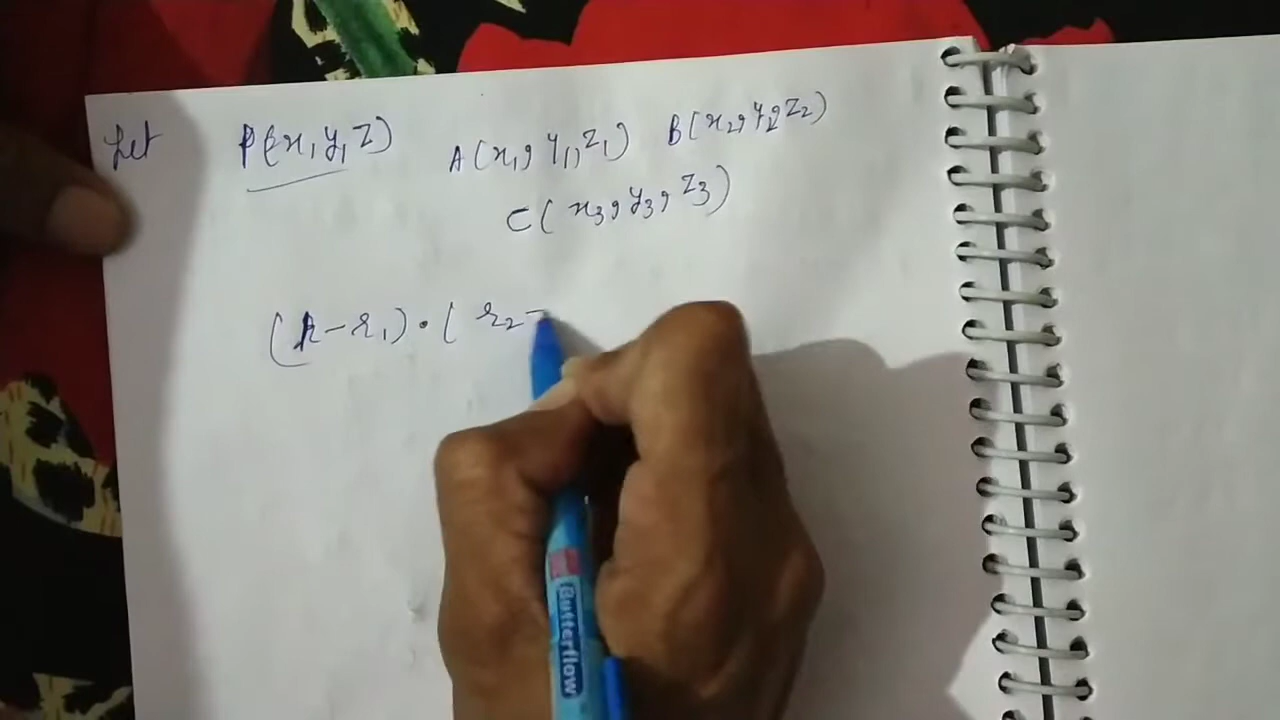 Let P(x, y, z) A(x1, y1, z1) B(x2, y2, z2)
C(x3, y3, z3)
(r - r1) · ( r2 -
Butterflow